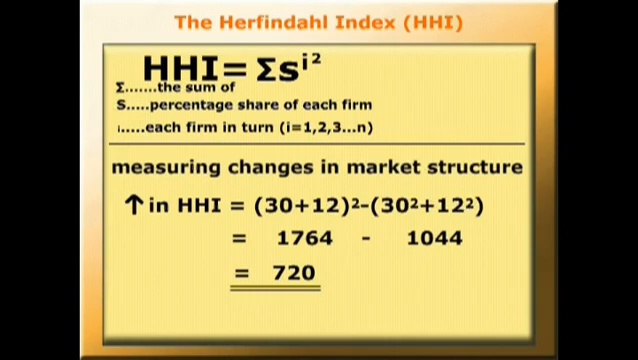 The Herfindahl Index (HHI)
HHI= Σsi²
Σ.......the sum of
S.....percentage share of each firm
i.....each firm in turn (i=1,2,3...n)
measuring changes in market structure
↑ in HHI = (30+12)²-(30²+12²)
= 1764 - 1044
= 720